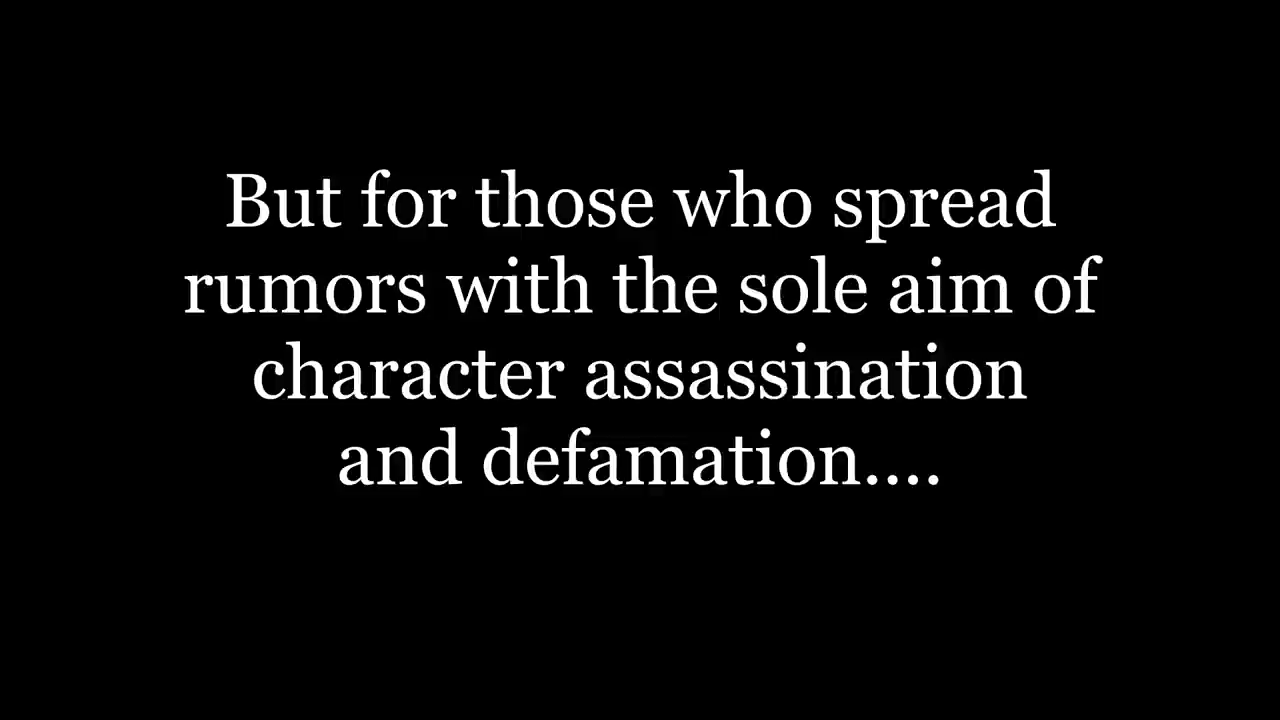 But for those who spread
rumors with the sole aim of
character assassination
and defamation....